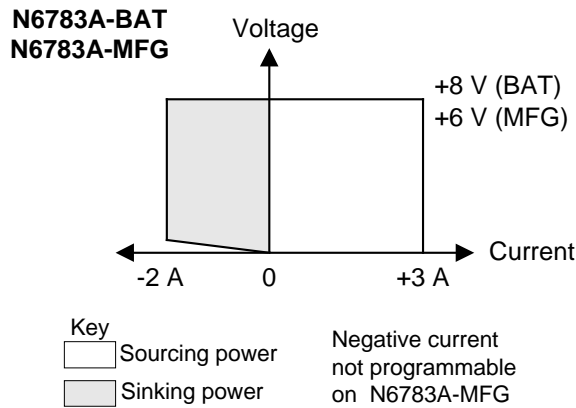 N6783A-BAT
N6783A-MFG
Voltage
+8 V (BAT)
+6 V (MFG)
Current
-2 A
0
+3 A
Key
Sourcing power
Sinking power
Negative current
not programmable
on N6783A-MFG